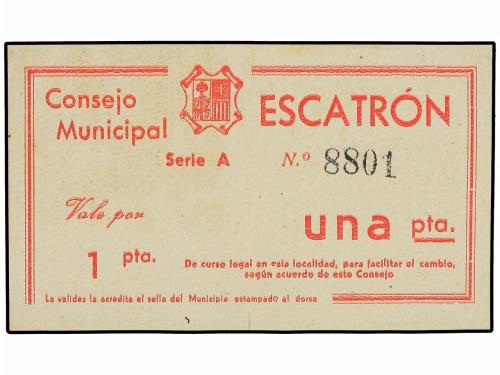 Consejo Municipal
ESCATRÓN
Serie A
N.º 8801
Vale por
1 pta.
una pta.
De curso legal en esta localidad, para facilitar el cambio,
según acuerdo de este Consejo
La validez la acredita el sello del Municipio estampado al dorso